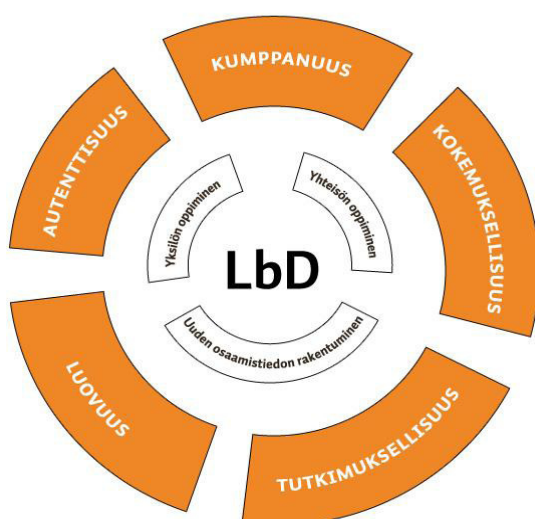 KUMPPANUUS
KOKEMUKSELLISUUS
TUTKIMUKSELLISUUS
LUOVUUS
AUTENTTISUUS
Yksilön oppiminen
Yhteisön oppiminen
Uuden osaamistiedon rakentuminen
LbD